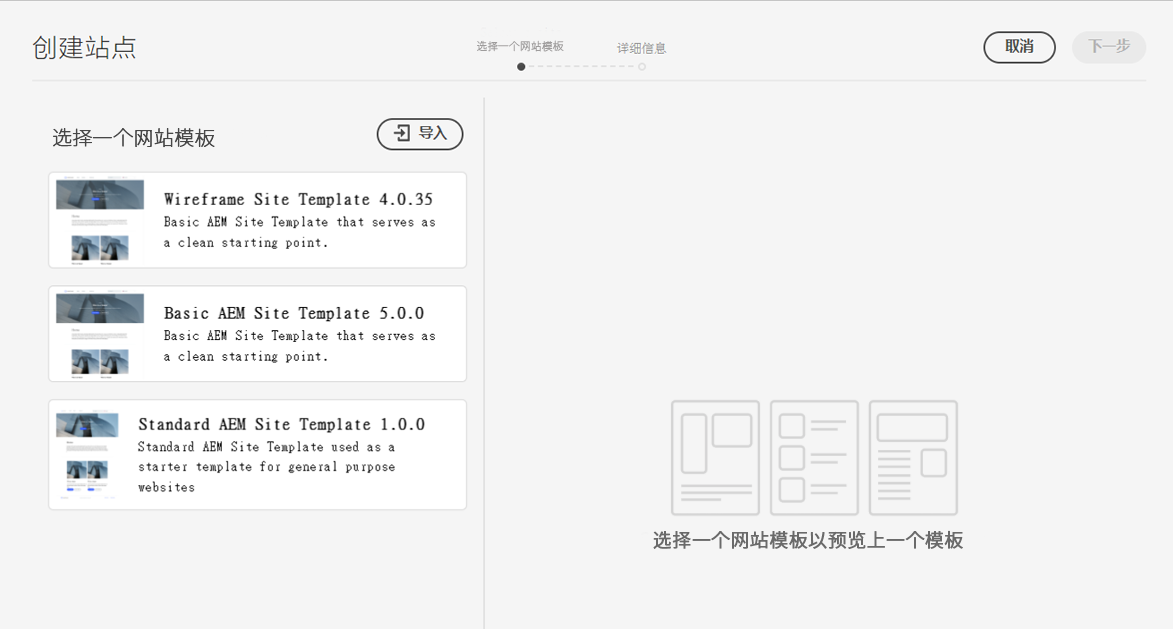 创建站点
选择一个网站模板
详细信息
取消
下一步
选择一个网站模板
导入
Wireframe Site Template 4.0.35
Basic AEM Site Template that serves as
a clean starting point.
Basic AEM Site Template 5.0.0
Basic AEM Site Template that serves as
a clean starting point.
Standard AEM Site Template 1.0.0
Standard AEM Site Template used as a
starter template for general purpose
websites
选择一个网站模板以预览上一个模板